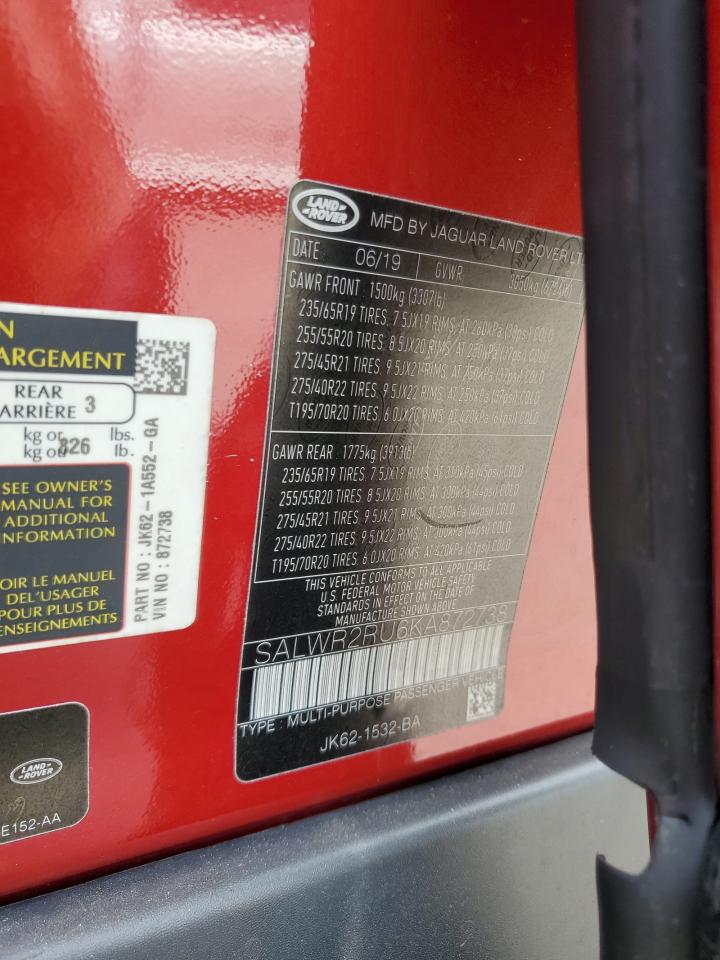 N
ARGEMENT
REAR
ARRIÈRE 3
kg or lbs.
kg ou 826 lb.
SEE OWNER'S
MANUAL FOR
ADDITIONAL
INFORMATION
OIR LE MANUEL
DEL'USAGER
POUR PLUS DE
ENSEIGNEMENTS
PART NO : JK62-1A552-GA
VIN NO : 872738
LAND-
ROVER
E152-AA
LAND-
ROVER
MFD BY JAGUAR LAND ROVER LT
DATE 06/19 GVWR 3050kg
GAWR FRONT : 1500kg (3307lb)
235/65R19 TIRES: 7 5JX19 RIMS, AT 260kPa COLD
255/55R20 TIRES: 8 5JX20 RIMS, AT 250kPa (37psi) COLD
275/45R21 TIRES: 9 5JX21 RIMS, AT 250kPa (37psi) COLD
275/40R22 TIRES: 9 5JX22 RIMS, AT 250kPa (37psi) COLD
T195/70R20 TIRES: 6 0JX20 RIMS, AT 420kPa (61psi) COLD
GAWR REAR : 1775kg (3913lb)
235/65R19 TIRES: 7 5JX19 RIMS, AT 310kPa (45psi) COLD
255/55R20 TIRES: 8 5JX20 RIMS, AT 300kPa (44psi) COLD
275/45R21 TIRES: 9 5JX21 RIMS, AT 300kPa (44psi) COLD
275/40R22 TIRES: 9 5JX22 RIMS, AT 300kPa (44psi) COLD
T195/70R20 TIRES: 6 0JX20 RIMS, AT 420kPa (61psi) COLD
THIS VEHICLE CONFORMS TO ALL APPLICABLE
U.S. FEDERAL MOTOR VEHICLE SAFETY
STANDARDS IN EFFECT ON THE DATE OF
MANUFACTURE SHOWN ABOVE.
SALWR2RU6KA872738
TYPE : MULTI-PURPOSE PASSENGER VEHICLE
JK62-1532-BA